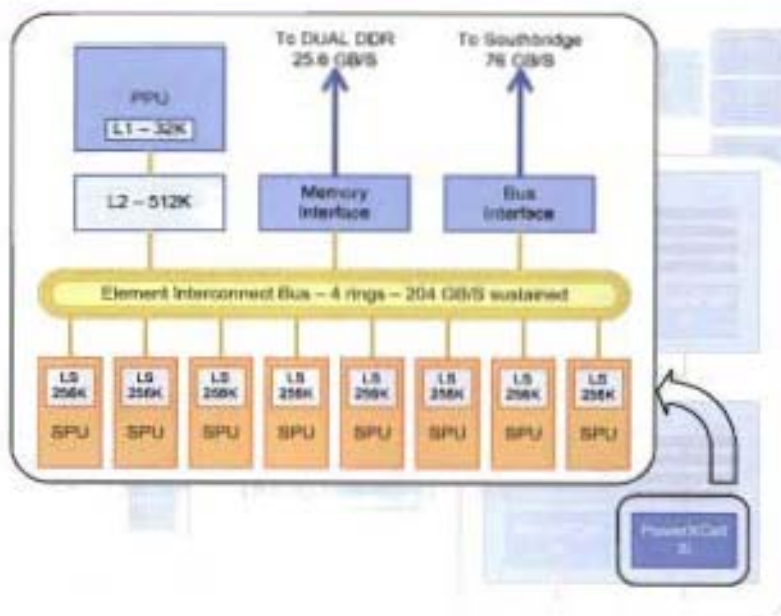 To DUAL DDR
25.6 GB/S
To Southbridge
76 GB/S
PPU
L1 – 32K
L2 – 512K
Memory
Interface
Bus
Interface
Element Interconnect Bus – 4 rings – 204 GB/S sustained
LS
256K
SPU
LS
256K
SPU
LS
256K
SPU
LS
256K
SPU
LS
256K
SPU
LS
256K
SPU
LS
256K
SPU
LS
256K
SPU
PowerXCell
8i